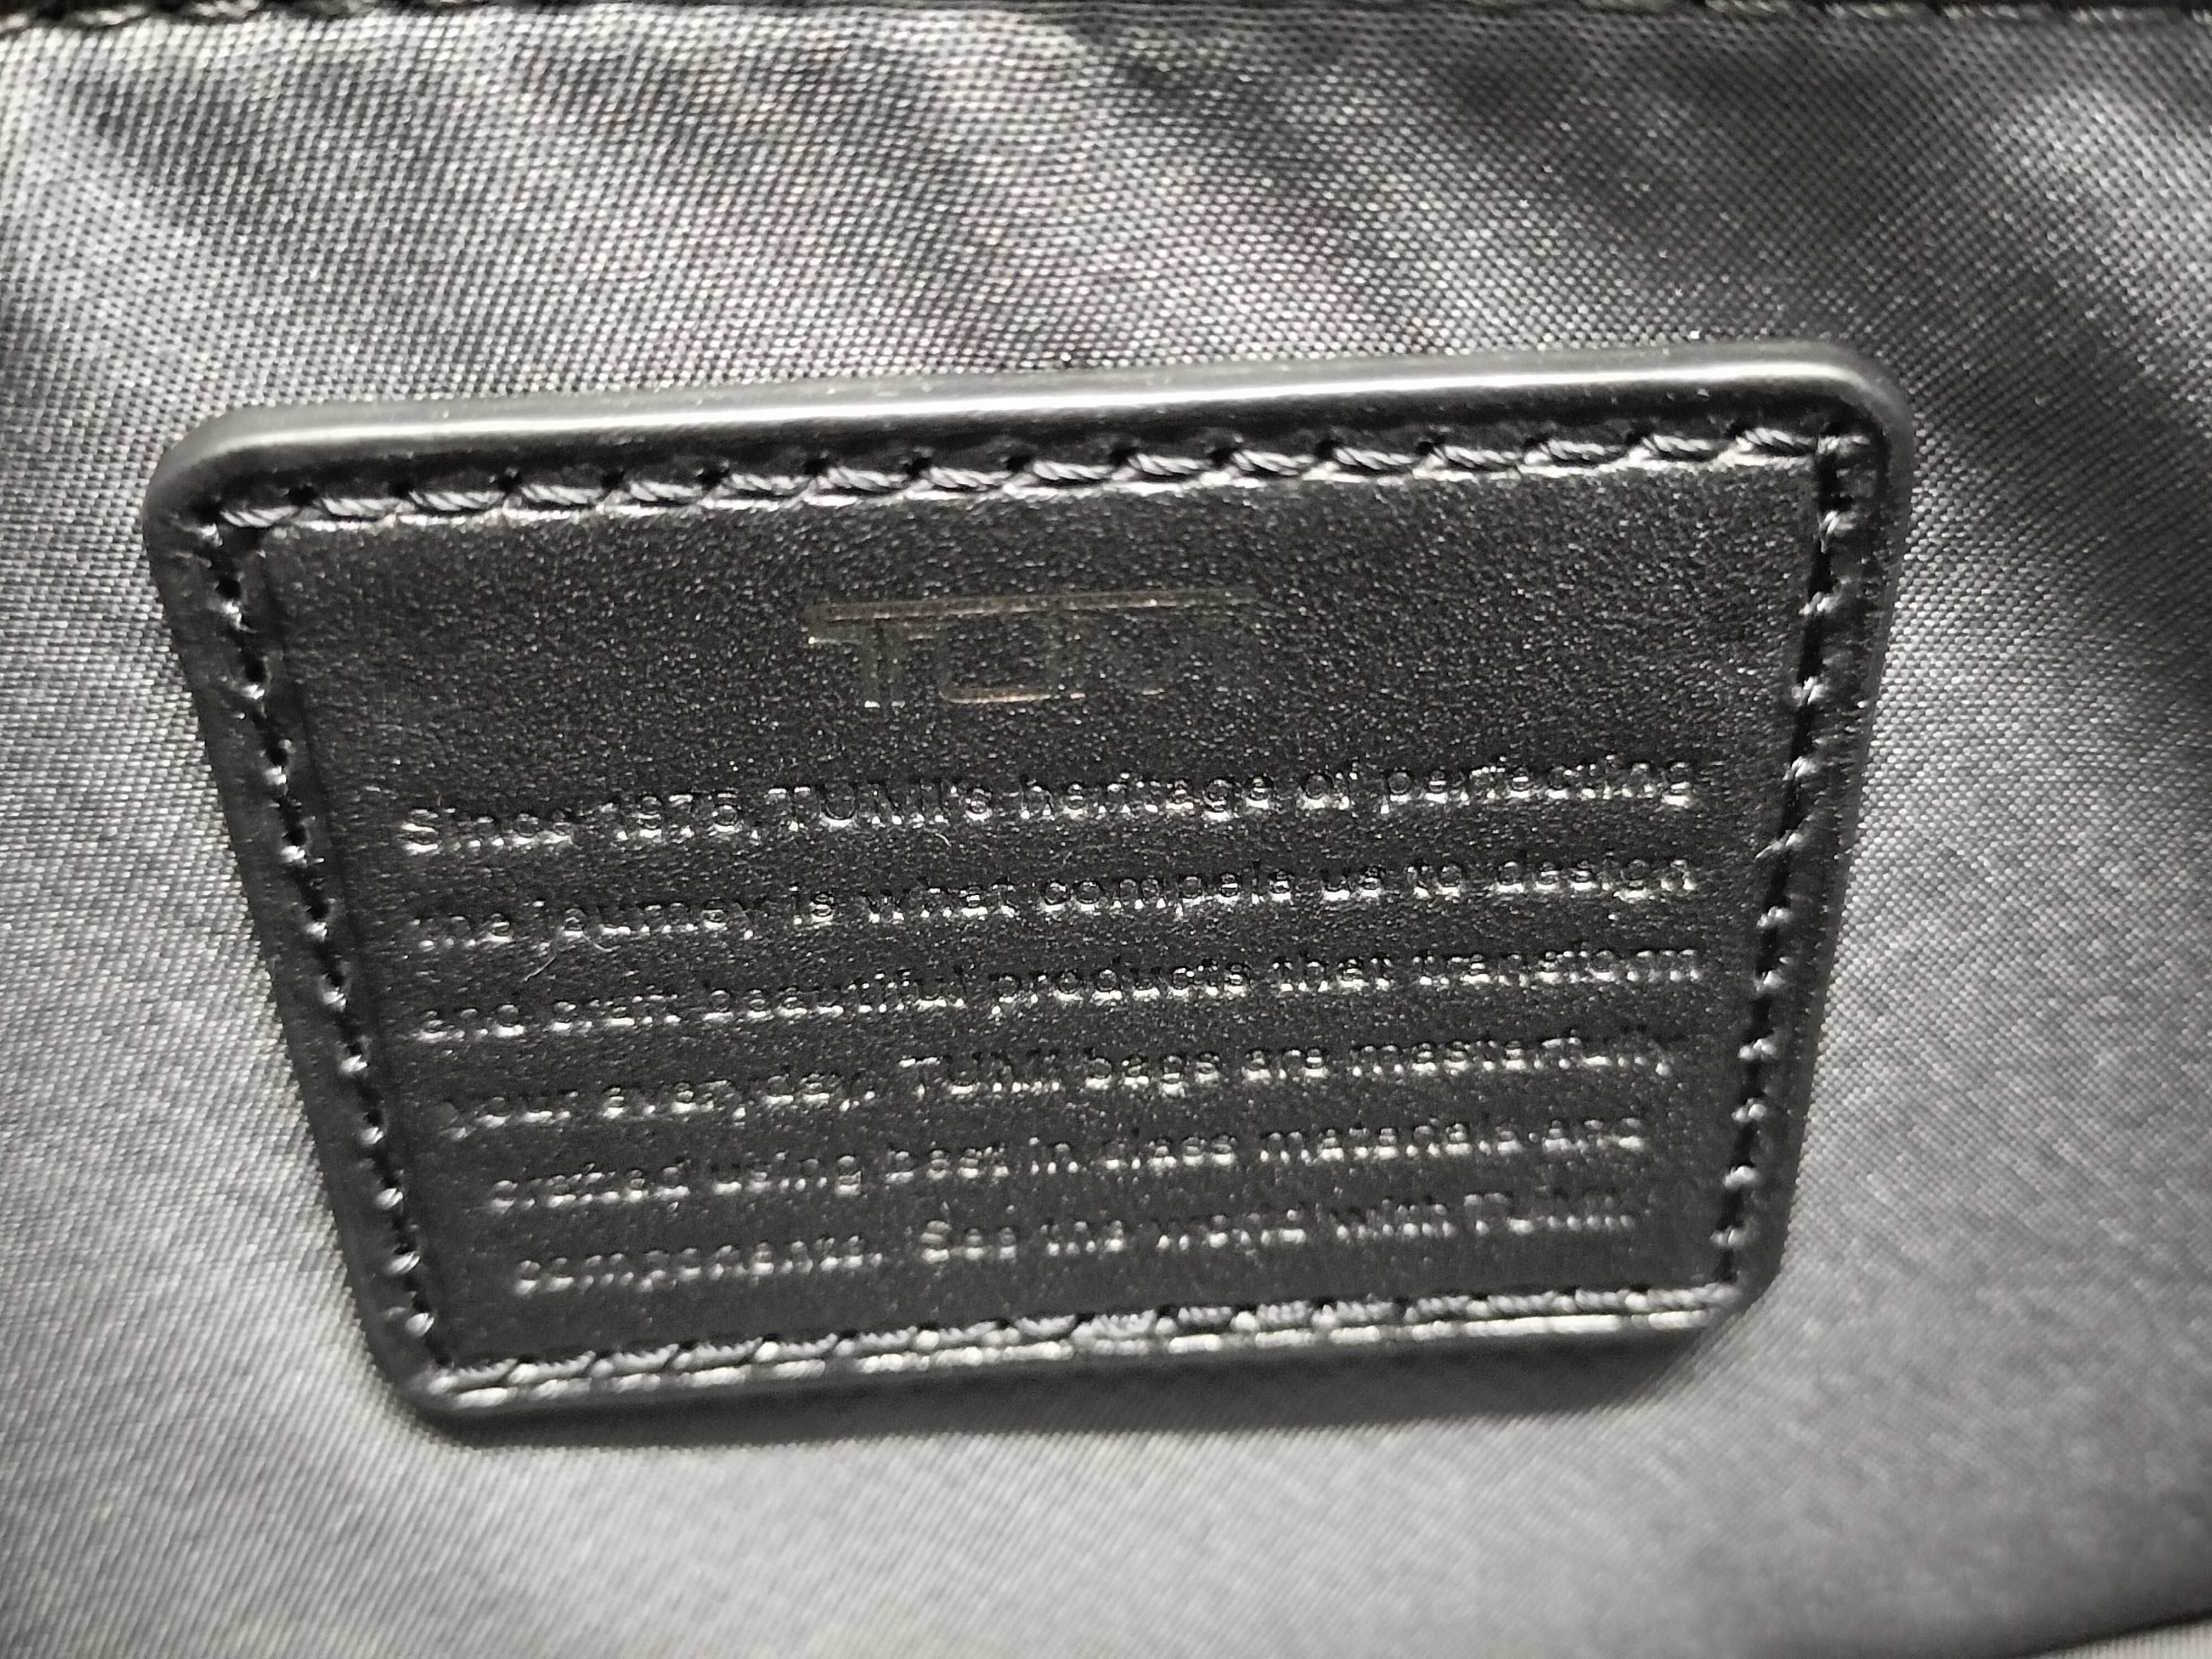 TUMI
Since 1975, TUMI's heritage of perfecting
the journey is what compels us to design
and craft beautiful products that transform
your everyday. TUMI bags are masterfully
crafted using best in class materials and
components. See the world with TUMI.